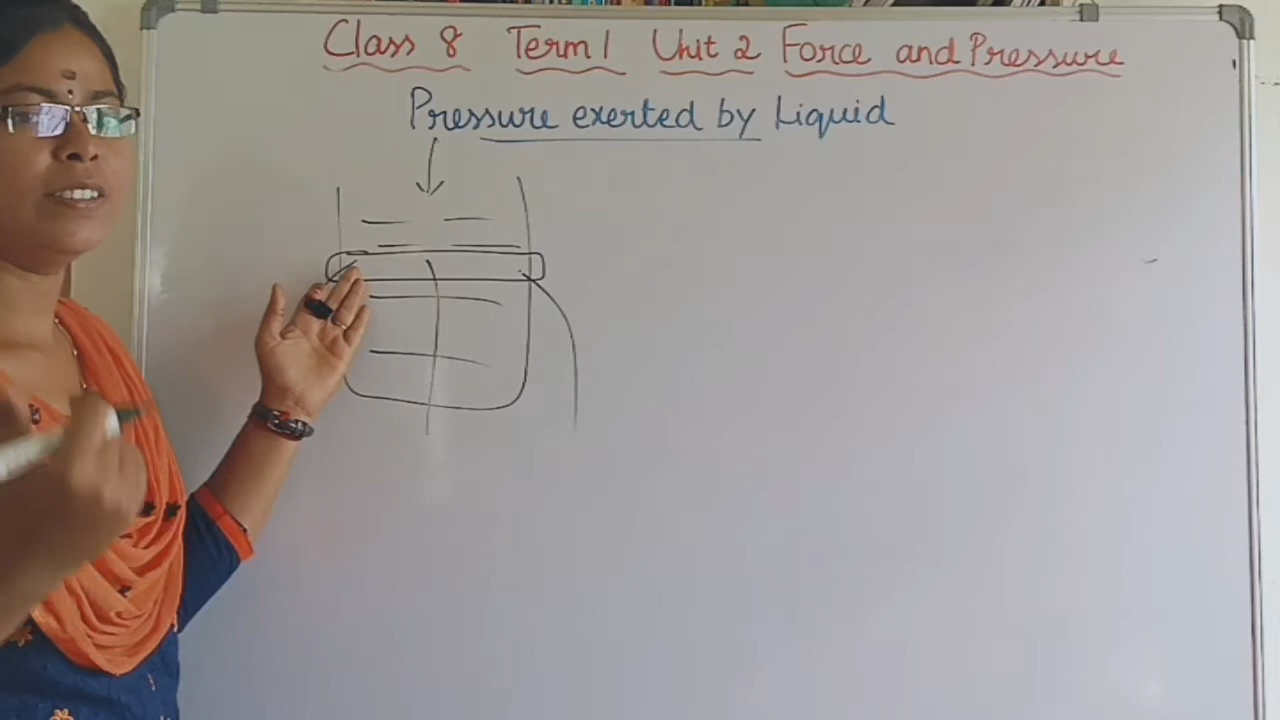 Class 8 Term 1 Unit 2 Force and Pressure
Pressure exerted by Liquid